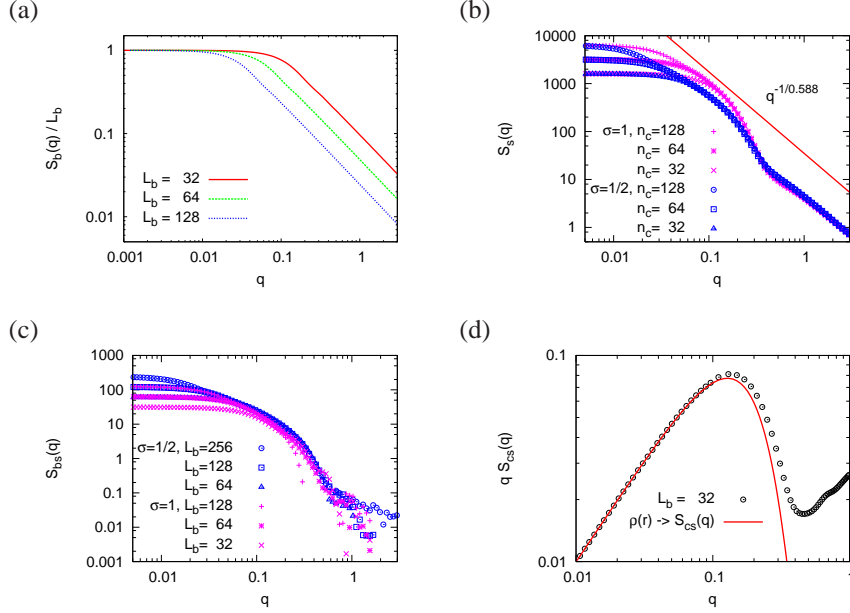 (a)
1
0.1
0.01
S_b(q) / L_b
L_b = 32
L_b = 64
L_b = 128
0.001 0.01 0.1 1
q
(b)
10000
1000
100
10
1
S_s(q)
q^-1/0.588
σ=1, n_c=128
n_c= 64
n_c= 32
σ=1/2, n_c=128
n_c= 64
n_c= 32
0.01 0.1 1
q
(c)
1000
100
10
1
0.1
0.01
0.001
S_bs(q)
σ=1/2, L_b=256
L_b=128
L_b= 64
σ=1, L_b=128
L_b= 64
L_b= 32
0.01 0.1 1
q
(d)
0.1
0.01
q S_cs(q)
L_b = 32
ρ(r) -> S_cs(q)
0.01 0.1 1
q